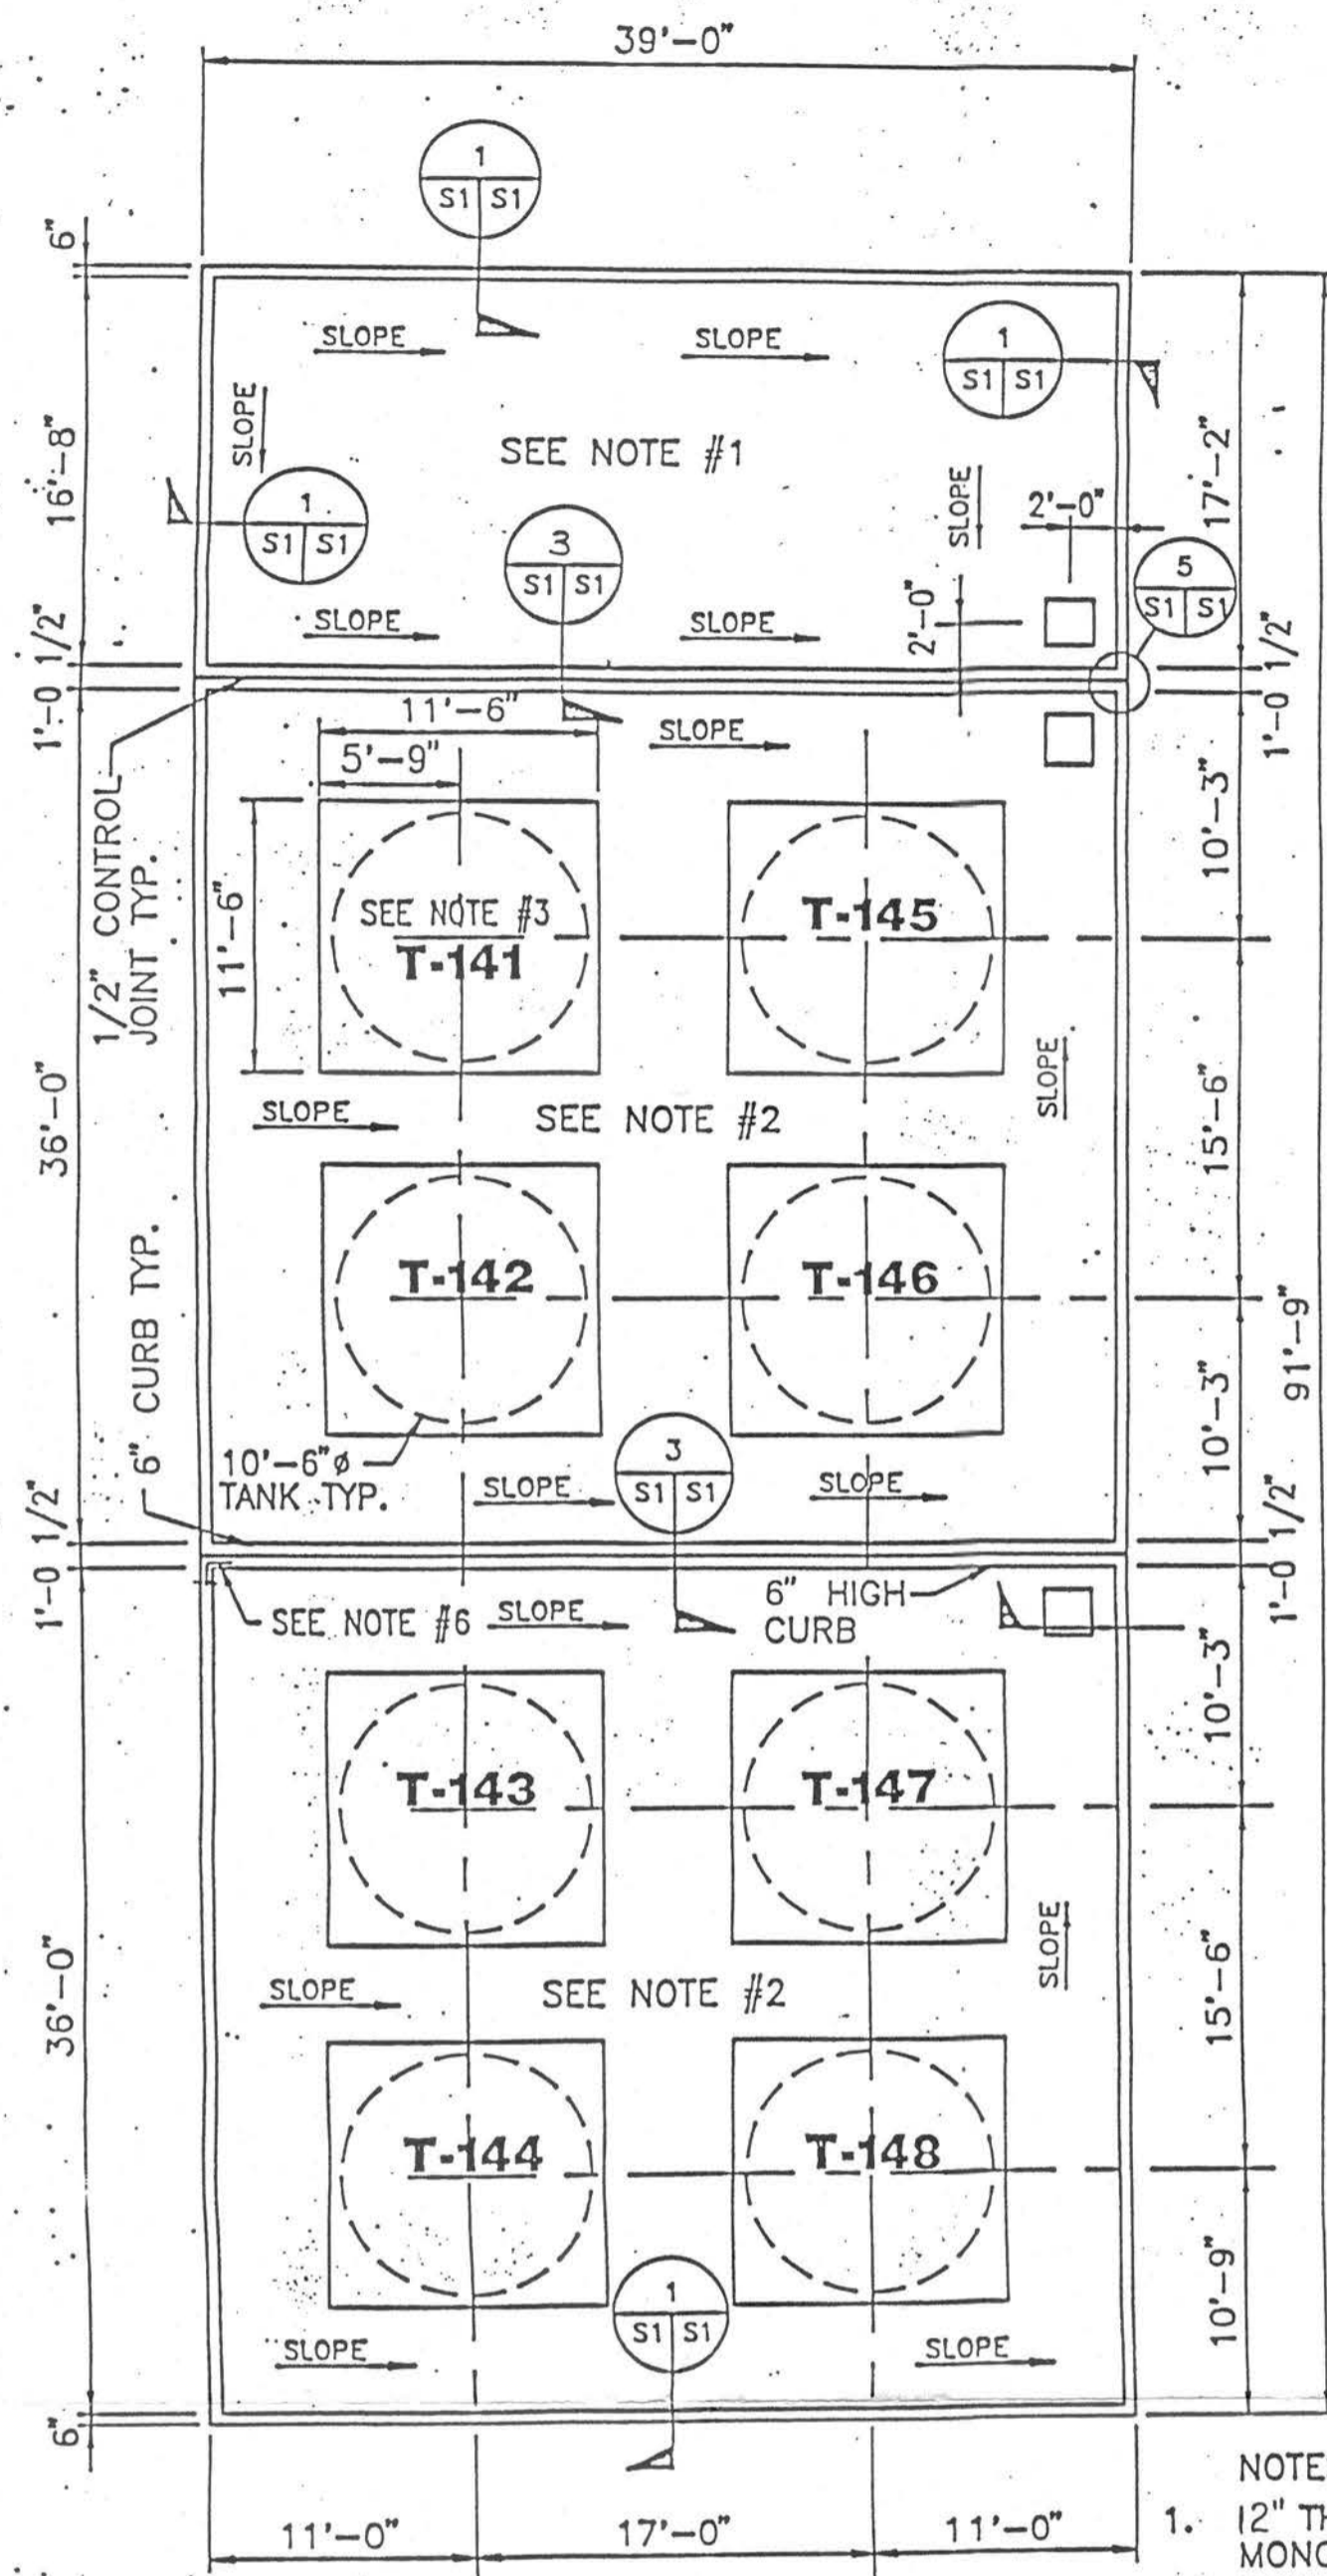 39'-0"
1
S1 S1
6"
SLOPE
SLOPE
1
S1 S1
SLOPE
16'-8"
SEE NOTE #1
17'-2"
SLOPE
2'-0"
1
S1 S1
3
S1 S1
5
S1 S1
2'-0"
SLOPE
SLOPE
1'-0 1/2"
1'-0 1/2"
11'-6"
SLOPE
5'-9"
10'-3"
1/2" CONTROL
JOINT TYP.
11'-6"
SEE NOTE #3
T-141
T-145
36'-0"
SLOPE
SEE NOTE #2
SLOPE
15'-6"
T-142
T-146
6" CURB TYP.
91'-9"
10'-3"
10'-6"ø
TANK TYP.
SLOPE
3
S1 S1
SLOPE
1'-0 1/2"
1'-0 1/2"
SEE NOTE #6
SLOPE
6" HIGH
CURB
10'-3"
T-143
T-147
36'-0"
SLOPE
SEE NOTE #2
SLOPE
15'-6"
T-144
T-148
10'-9"
1
S1 S1
SLOPE
SLOPE
6"
11'-0"
17'-0"
11'-0"
NOTE
1. 12" TH
MONO